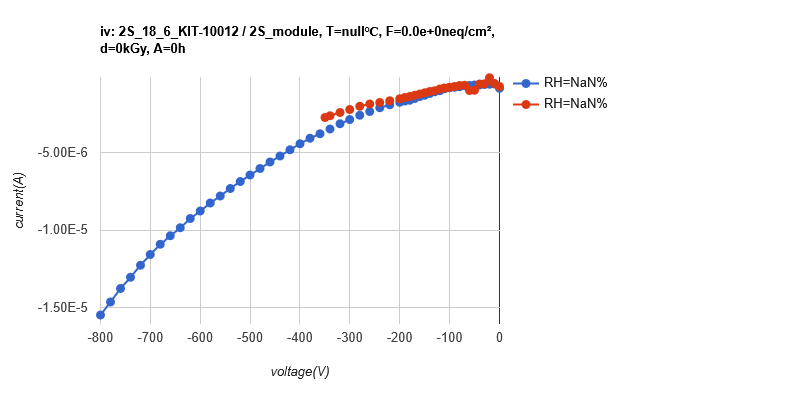 iv: 2S_18_6_KIT-10012 / 2S_module, T=null°C, F=0.0e+0neq/cm²,
d=0kGy, A=0h
RH=NaN%
RH=NaN%
-5.00E-6
-1.00E-5
-1.50E-5
current(A)
-800 -700 -600 -500 -400 -300 -200 -100 0
voltage(V)